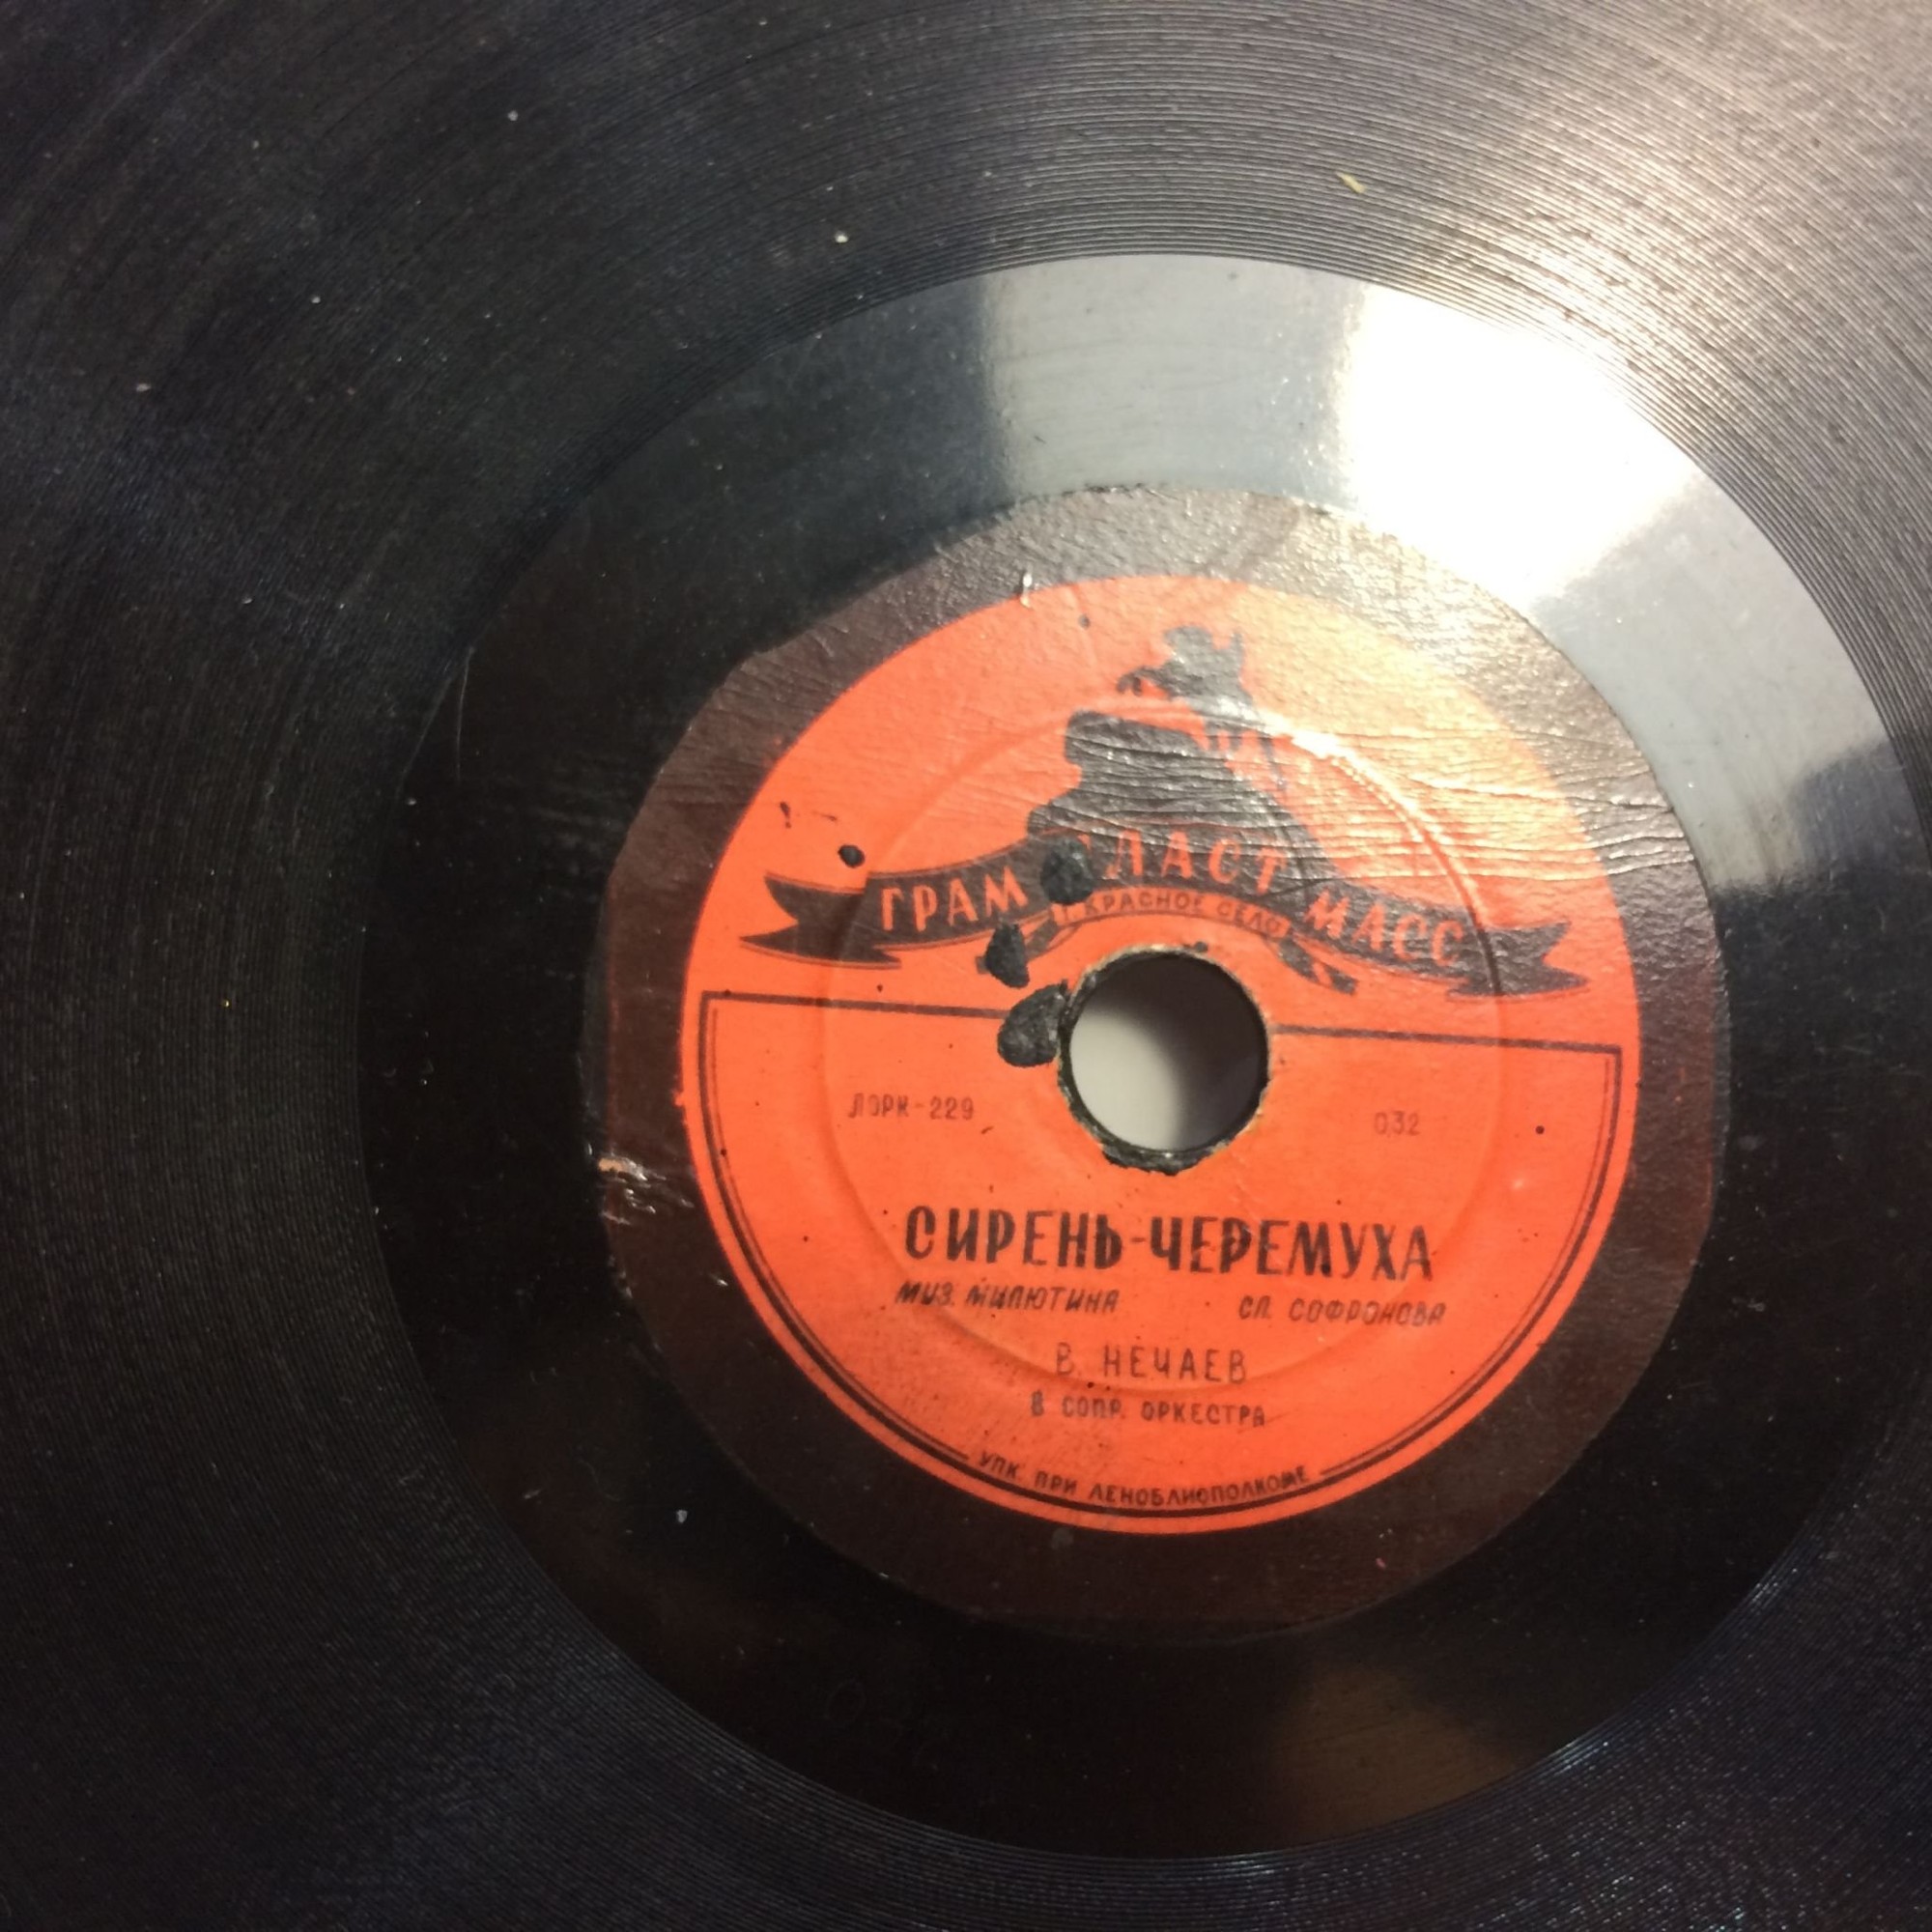 ГРАМ ПЛАСТ МАСС
КРАСНОЕ СЕЛО
ЛОРК-229
032
СИРЕНЬ-ЧЕРЕМУХА
МУЗ. МИЛЮТИНА
СЛ. СОФРОНОВА
В. НЕЧАЕВ
В СОПР. ОРКЕСТРА
УПК ПРИ ЛЕНОБЛИСПОЛКОМЕ